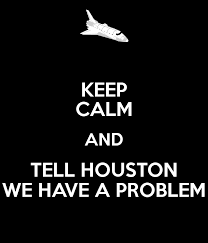 KEEP
CALM
AND
TELL HOUSTON
WE HAVE A PROBLEM